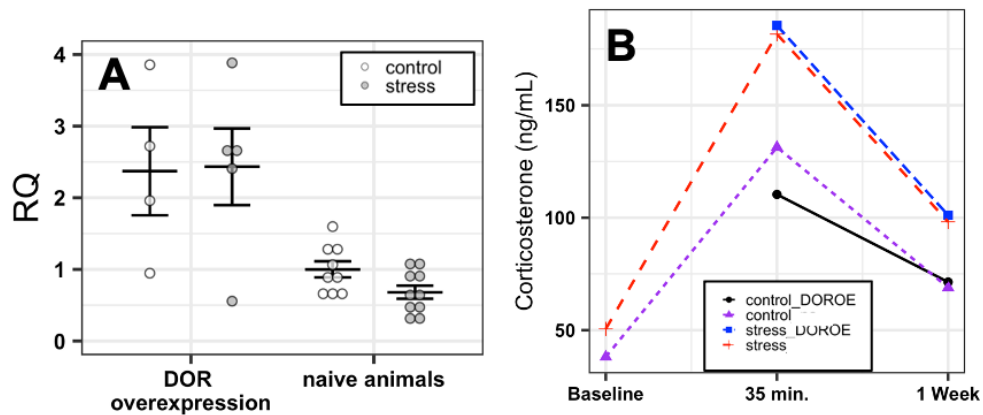 A
control
stress
4
3
2
1
0
RQ
DOR
overexpression
naive animals
B
150
100
50
Corticosterone (ng/mL)
control_DOROE
control
stress_DOROE
stress
Baseline
35 min.
1 Week